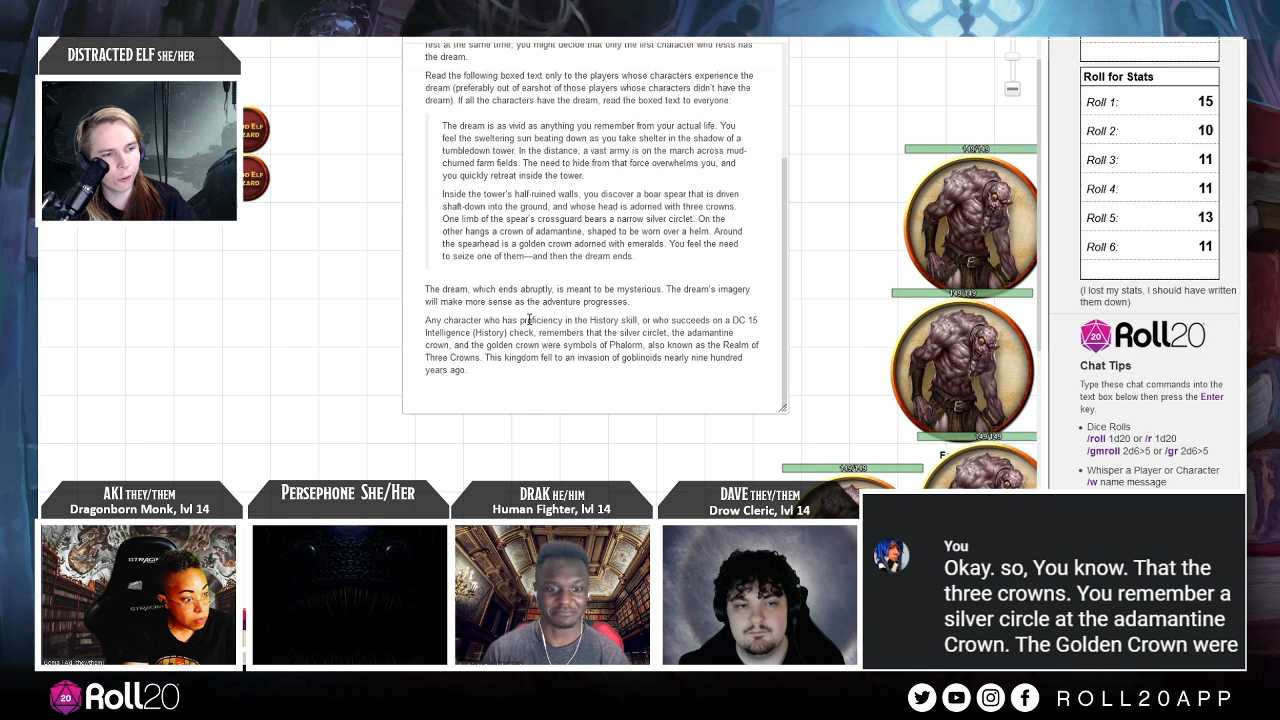 DISTRACTED ELF SHE/HER
OD ELF
ZARD
OD ELF
ZARD
rest at the same time, you might decide that only the first character who rests has
the dream.
Read the following boxed text only to the players whose characters experience the
dream (preferably out of earshot of those players whose characters didn't have the
dream). If all the characters have the dream, read the boxed text to everyone:
The dream is as vivid as anything you remember from your actual life. You
feel the sweltering sun beating down as you take shelter in the shadow of a
tumbledown tower. In the distance, a vast army is on the march across mud-
churned farm fields. The need to hide from that force overwhelms you, and
you quickly retreat inside the tower.
Inside the tower's half-ruined walls, you discover a boar spear that is driven
shaft-down into the ground, and whose head is adorned with three crowns.
One limb of the spear's crossguard bears a narrow silver circlet. On the
other hangs a crown of adamantine, shaped to be worn over a helm. Around
the spearhead is a golden crown adorned with emeralds. You feel the need
to seize one of them—and then the dream ends.
The dream, which ends abruptly, is meant to be mysterious. The dream's imagery
will make more sense as the adventure progresses.
Any character who has proficiency in the History skill, or who succeeds on a DC 15
Intelligence (History) check, remembers that the silver circlet, the adamantine
crown, and the golden crown were symbols of Phalorm, also known as the Realm of
Three Crowns. This kingdom fell to an invasion of goblinoids nearly nine hundred
years ago.
149/149
149/149
149/149
149/149
Roll for Stats
Roll 1: 15
Roll 2: 10
Roll 3: 11
Roll 4: 11
Roll 5: 13
Roll 6: 11
(I lost my stats, I should have written
them down)
20
Roll20
Chat Tips
Type these chat commands into the
text box below then press the Enter
key.
• Dice Rolls
/roll 1d20 or /r 1d20
/gmroll 2d6>5 or /gr 2d6>5
• Whisper a Player or Character
/w name message
AKI THEY/THEM
Dragonborn Monk, lvl 14
PERSEPHONE SHE/HER
DRAK HE/HIM
Human Fighter, lvl 14
DAVE THEY/THEM
Drow Cleric, lvl 14
GTRACING
You
Okay. so, You know. That the
three crowns. You remember a
silver circle at the adamantine
Crown. The Golden Crown were
20
Roll20
ROLL20APP